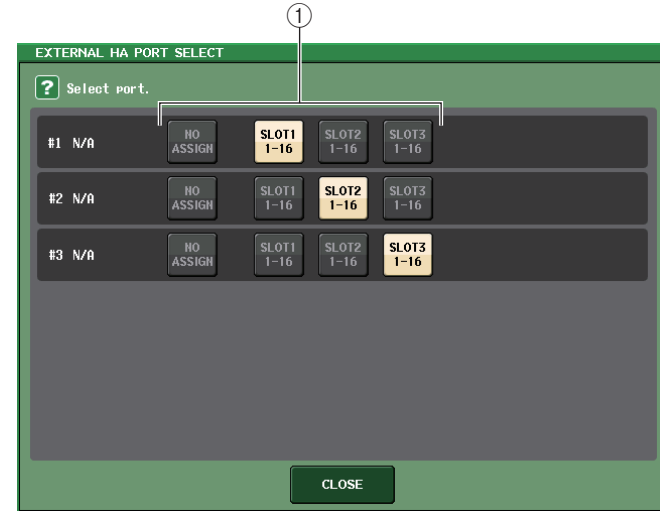 ①
EXTERNAL HA PORT SELECT
? Select port.
#1 N/A NO ASSIGN SLOT1 1-16 SLOT2 1-16 SLOT3 1-16
#2 N/A NO ASSIGN SLOT1 1-16 SLOT2 1-16 SLOT3 1-16
#3 N/A NO ASSIGN SLOT1 1-16 SLOT2 1-16 SLOT3 1-16
CLOSE